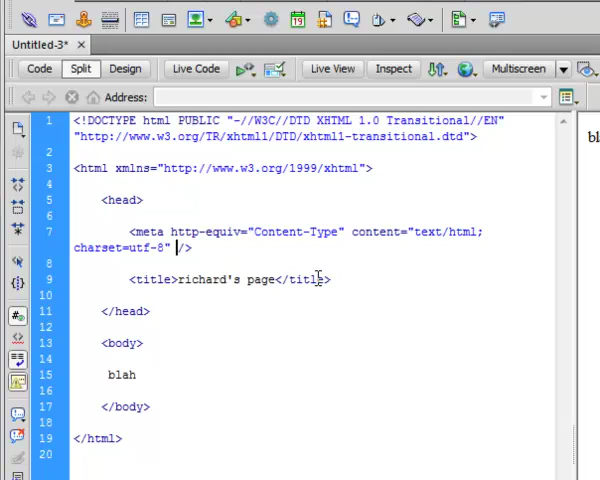 Untitled-3* ×
Code Split Design Live Code Live View Inspect Multiscreen
Address:
1 <!DOCTYPE html PUBLIC "-//W3C//DTD XHTML 1.0 Transitional//EN"
"http://www.w3.org/TR/xhtml1/DTD/xhtml1-transitional.dtd">
2
3 <html xmlns="http://www.w3.org/1999/xhtml">
4
5 <head>
6
7 <meta http-equiv="Content-Type" content="text/html;
charset=utf-8" />
8
9 <title>richard's page</title>
10
11 </head>
12
13 <body>
14
15 blah
16
17 </body>
18
19 </html>
20